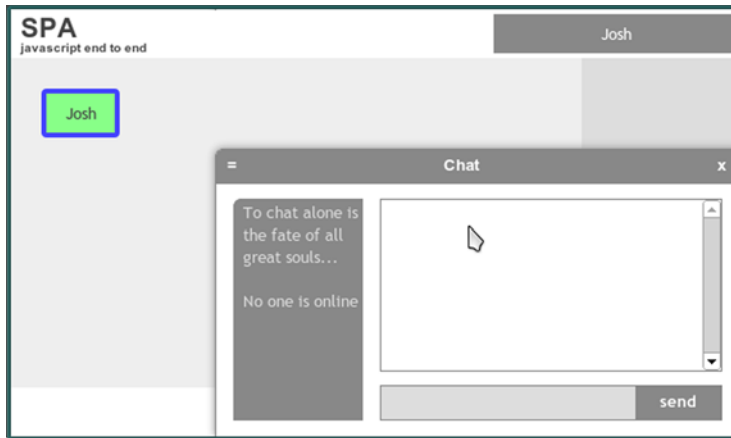 SPA
javascript end to end
Josh
Josh
= Chat x
To chat alone is
the fate of all
great souls...
No one is online
send